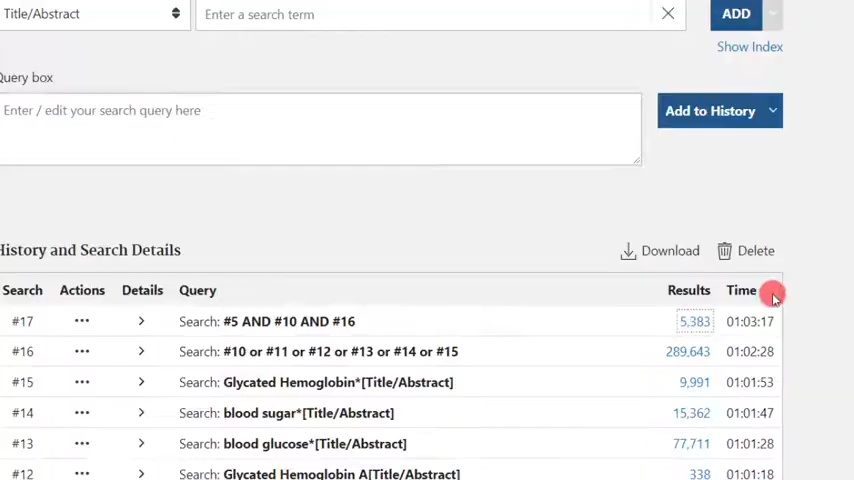 Title/Abstract Enter a search term ADD
Show Index
Query box
Enter / edit your search query here Add to History
History and Search Details Download Delete
Search Actions Details Query Results Time
#17 ... Search: #5 AND #10 AND #16 5,383 01:03:17
#16 ... Search: #10 or #11 or #12 or #13 or #14 or #15 289,643 01:02:28
#15 ... Search: Glycated Hemoglobin*[Title/Abstract] 9,991 01:01:53
#14 ... Search: blood sugar*[Title/Abstract] 15,362 01:01:47
#13 ... Search: blood glucose*[Title/Abstract] 77,711 01:01:28
#12 ... Search: Glycated Hemoglobin A[Title/Abstract] 338 01:01:18